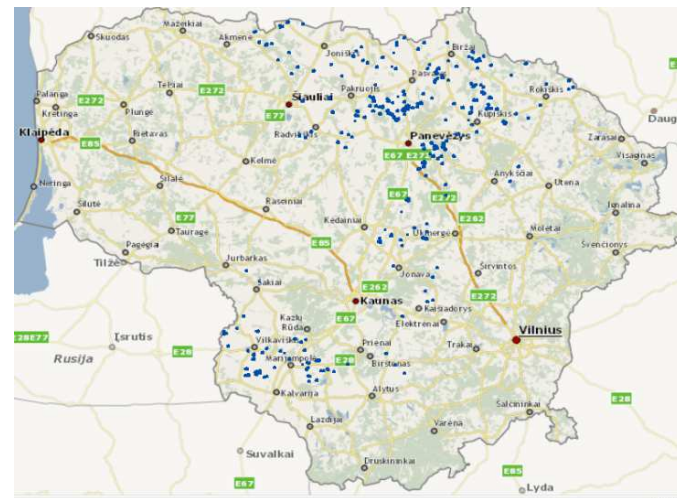 Mažeikiai
Skuodas
Akmenė
Joniškis
Biržai
E272
Palanga
Kretinga
Plungė
Telšiai
E272
Šiauliai
E77
Pakruojis
Pasvalys
Rokiškis
Kupiškis
Radviliškis
Klaipėda
E85
Rietavas
Kelmė
Panevėžys
E67
E272
Zarasai
Visaginas
Neringa
Šilalė
Raseiniai
E67
E272
Anykščiai
Utena
Ignalina
Šilutė
E77
Tauragė
Kėdainiai
E262
Ukmergė
Molėtai
Švenčionys
Pagėgiai
E85
Tilžė
Jurbarkas
Jonava
Širvintos
Šakiai
E262
Kaunas
E272
Kaišiadorys
Kazlų
Rūda
E67
Elektrėnai
Vilnius
E28E77
Įsrutis
Rusija
E28
Vilkaviškis
Prienai
Trakai
E28
Marijampolė
Birštonas
Kalvarija
Alytus
Šalčininkai
E28
Lazdijai
Varėna
Suvalkai
Druskininkai
E85
E67
Lyda